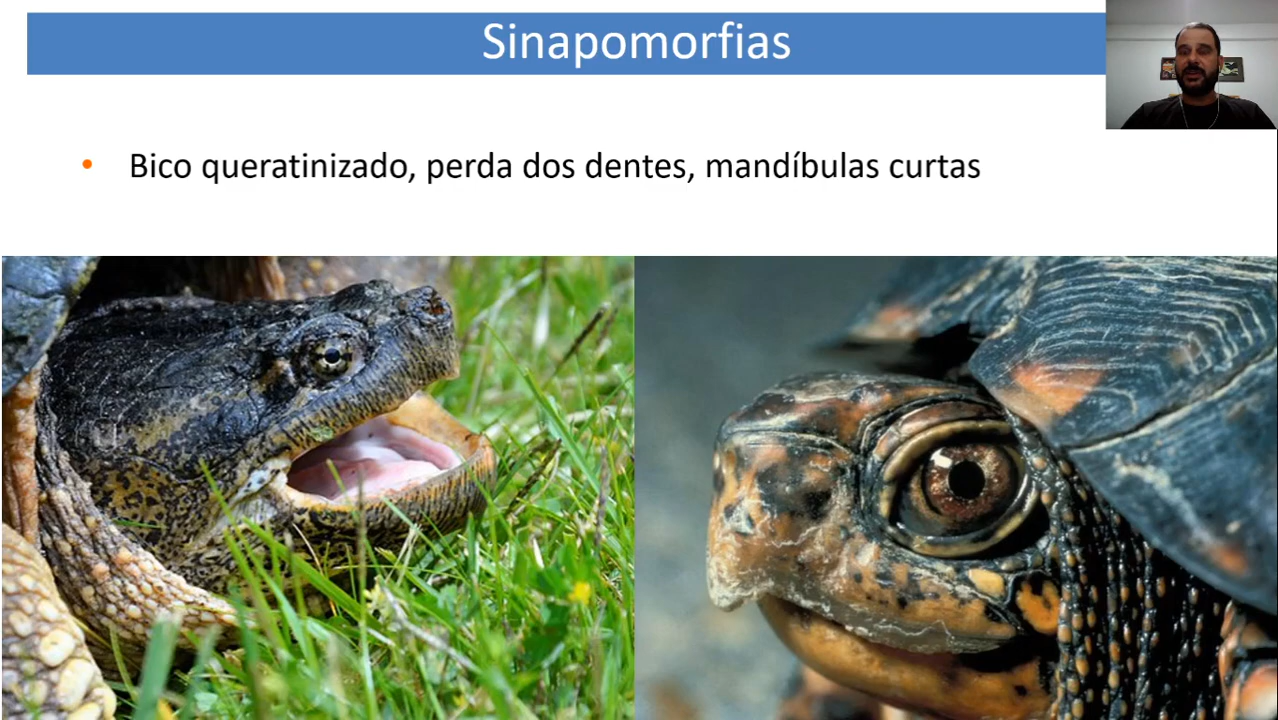 Sinapomorfias
• Bico queratinizado, perda dos dentes, mandíbulas curtas